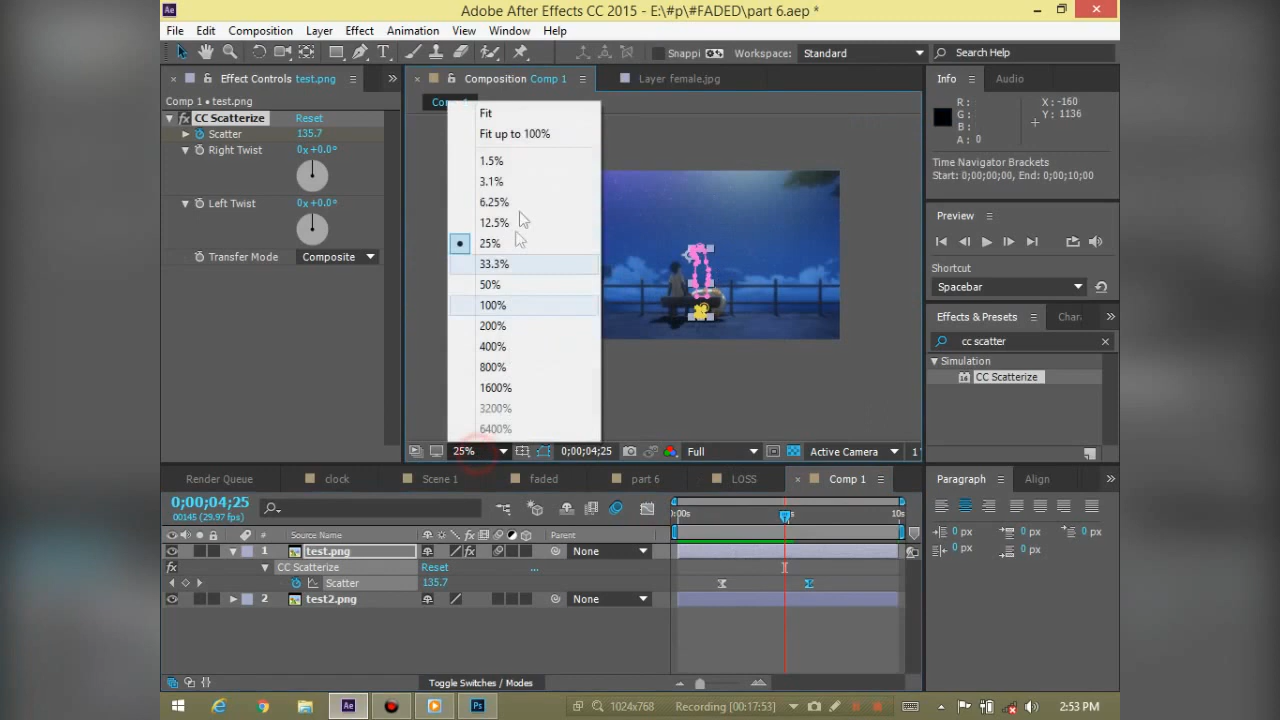 Adobe After Effects CC 2015 - E:\#p\#FADED\part 6.aep *
File Edit Composition Layer Effect Animation View Window Help
Snappi Workspace: Standard Search Help
Effect Controls test.png
Composition Comp 1
Layer female.jpg
Info Audio
Comp 1 • test.png
CC Scatterize Reset
Scatter 135.7
Right Twist 0x+0.0°
Left Twist 0x+0.0°
Transfer Mode Composite
Fit
Fit up to 100%
1.5%
3.1%
6.25%
12.5%
25%
33.3%
50%
100%
200%
400%
800%
1600%
3200%
6400%
25% 0;00;04;25 Full Active Camera
R:
G:
B:
A: 0
X: -160
Y: 1136
Time Navigator Brackets
Start: 0;00;00;00, End: 0;00;10;00
Preview
Shortcut
Spacebar
Effects & Presets
cc scatter
Simulation
CC Scatterize
Render Queue clock Scene 1 faded part 6 LOSS Comp 1
0;00;04;25
00145 (29.97 fps)
# Source Name Parent
1 test.png None
CC Scatterize Reset ...
Scatter 135.7
2 test2.png None
Toggle Switches / Modes
Paragraph Align
0 px 0 px 0 px
0 px 0 px
1024x768 Recording [00:17:53]
2:53 PM